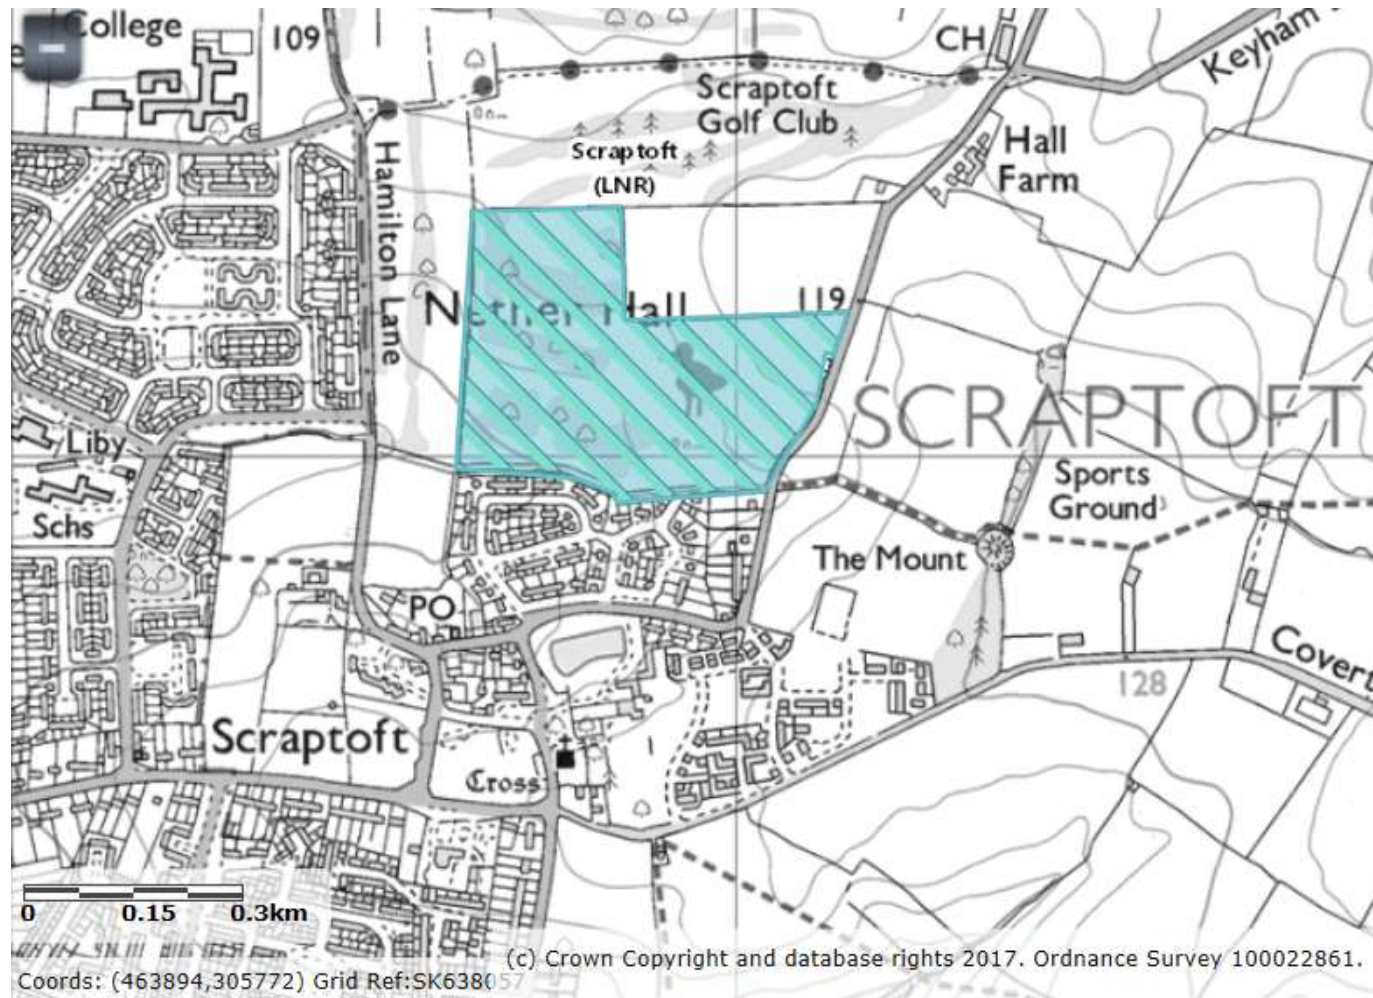 College
109
CH
Keyham
Scraptoft
Golf Club
Scraptoft
(LNR)
Hall
Farm
Hamilton Lane
Nether Hall
119
SCRAPTOFT
Liby
Sports
Ground
Schs
The Mount
PO
Covert
128
Scraptoft
Cross
0 0.15 0.3km
(c) Crown Copyright and database rights 2017. Ordnance Survey 100022861.
Coords: (463894,305772) Grid Ref:SK638057